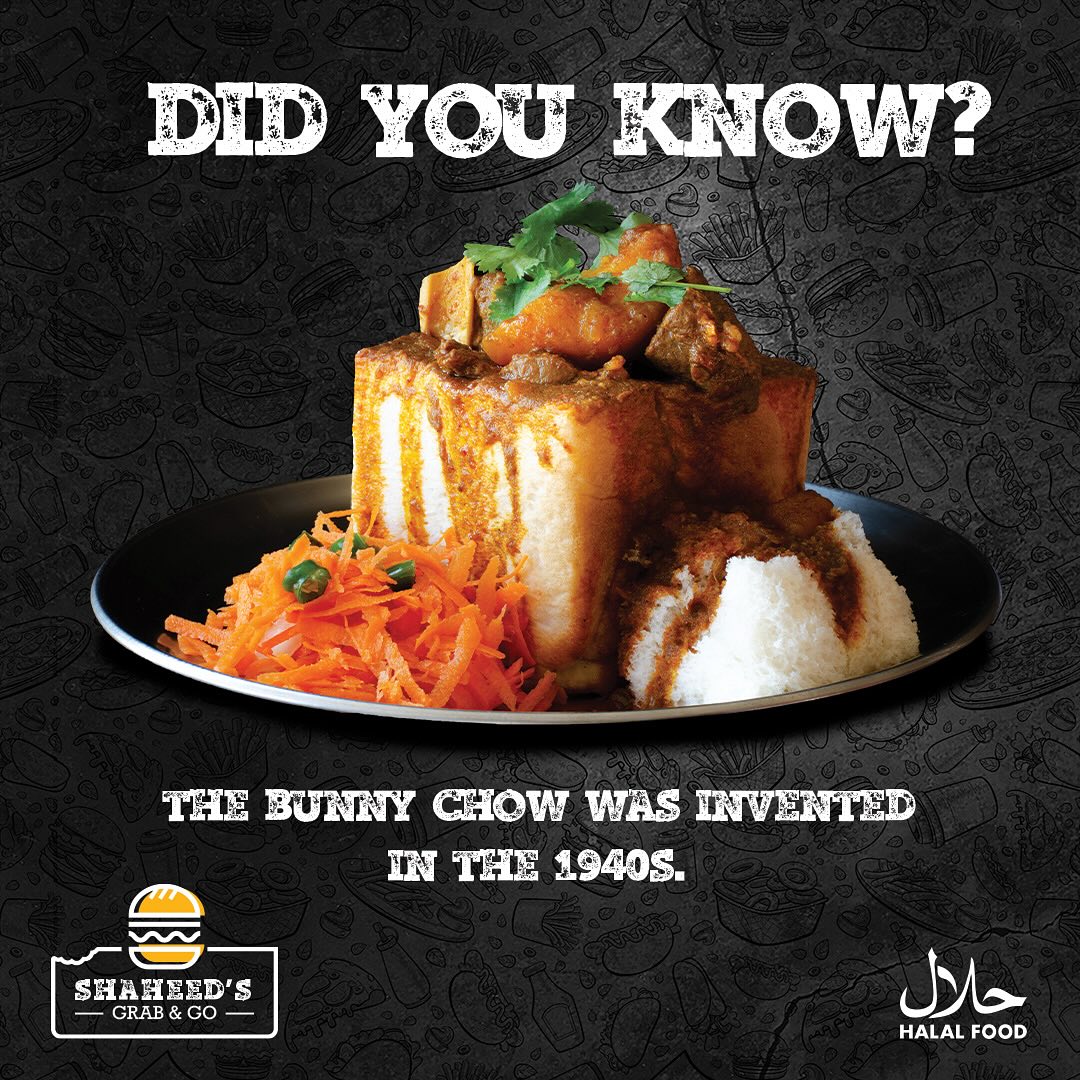 DID YOU KNOW?
THE BUNNY CHOW WAS INVENTED
IN THE 1940S.
SHAHEED'S
GRAB & GO
حلال
HALAL FOOD